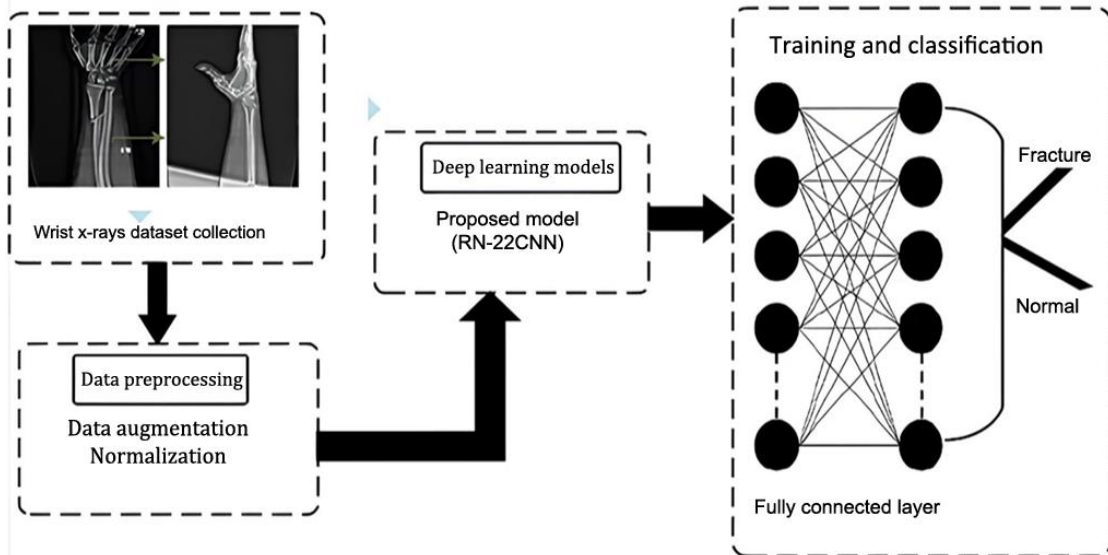 Wrist x-rays dataset collection
Data preprocessing
Data augmentation
Normalization
Deep learning models
Proposed model
(RN-22CNN)
Training and classification
Fracture
Normal
Fully connected layer